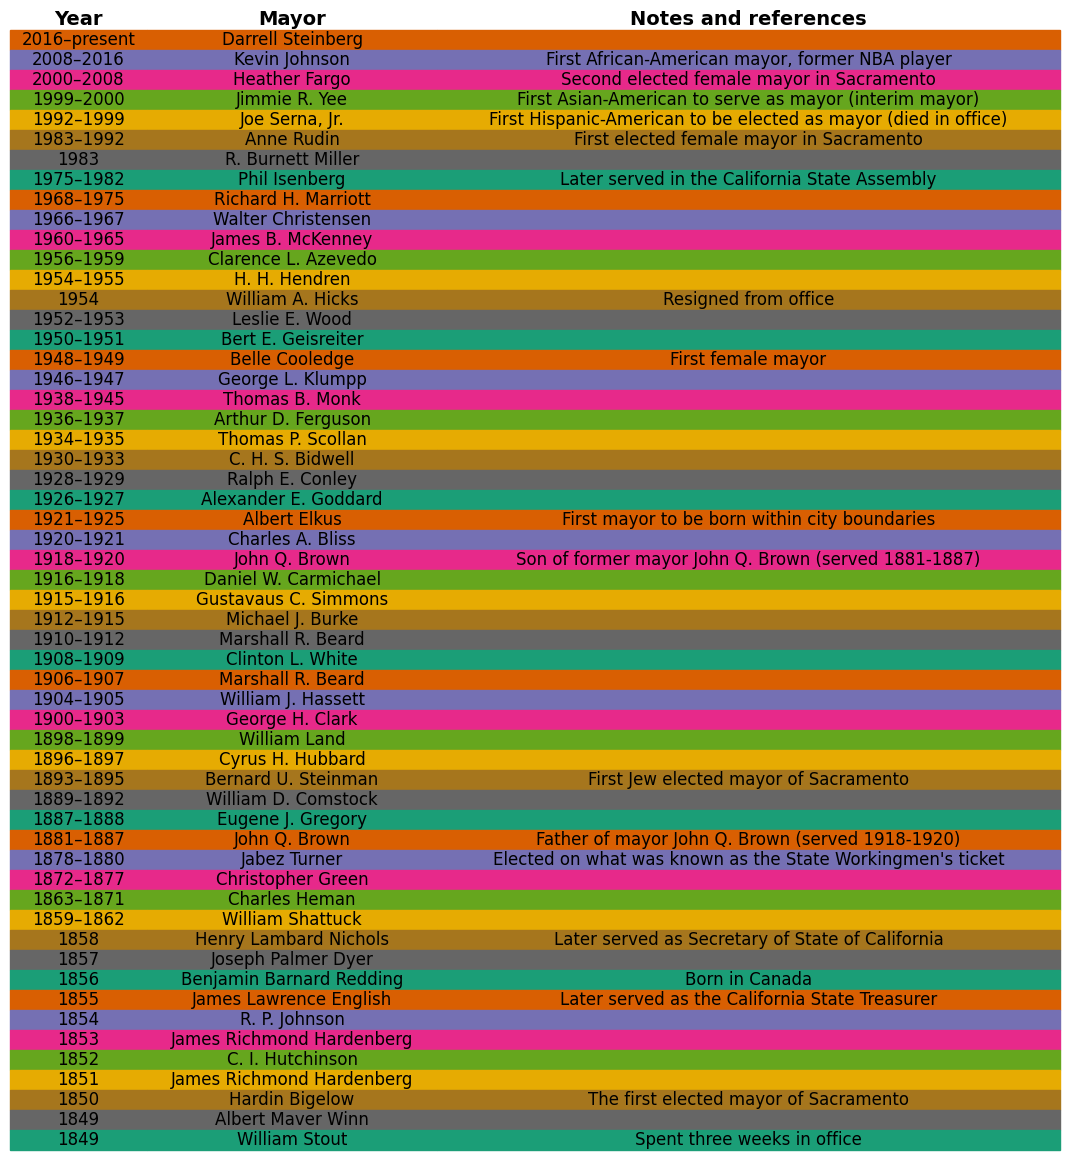 Year Mayor Notes and references
2016–present Darrell Steinberg
2008–2016 Kevin Johnson First African-American mayor, former NBA player
2000–2008 Heather Fargo Second elected female mayor in Sacramento
1999–2000 Jimmie R. Yee First Asian-American to serve as mayor (interim mayor)
1992–1999 Joe Serna, Jr. First Hispanic-American to be elected as mayor (died in office)
1983–1992 Anne Rudin First elected female mayor in Sacramento
1983 R. Burnett Miller
1975–1982 Phil Isenberg Later served in the California State Assembly
1968–1975 Richard H. Marriott
1966–1967 Walter Christensen
1960–1965 James B. McKenney
1956–1959 Clarence L. Azevedo
1954–1955 H. H. Hendren
1954 William A. Hicks Resigned from office
1952–1953 Leslie E. Wood
1950–1951 Bert E. Geisreiter
1948–1949 Belle Cooledge First female mayor
1946–1947 George L. Klumpp
1938–1945 Thomas B. Monk
1936–1937 Arthur D. Ferguson
1934–1935 Thomas P. Scollan
1930–1933 C. H. S. Bidwell
1928–1929 Ralph E. Conley
1926–1927 Alexander E. Goddard
1921–1925 Albert Elkus First mayor to be born within city boundaries
1920–1921 Charles A. Bliss
1918–1920 John Q. Brown Son of former mayor John Q. Brown (served 1881-1887)
1916–1918 Daniel W. Carmichael
1915–1916 Gustavaus C. Simmons
1912–1915 Michael J. Burke
1910–1912 Marshall R. Beard
1908–1909 Clinton L. White
1906–1907 Marshall R. Beard
1904–1905 William J. Hassett
1900–1903 George H. Clark
1898–1899 William Land
1896–1897 Cyrus H. Hubbard
1893–1895 Bernard U. Steinman First Jew elected mayor of Sacramento
1889–1892 William D. Comstock
1887–1888 Eugene J. Gregory
1881–1887 John Q. Brown Father of mayor John Q. Brown (served 1918-1920)
1878–1880 Jabez Turner Elected on what was known as the State Workingmen's ticket
1872–1877 Christopher Green
1863–1871 Charles Heman
1859–1862 William Shattuck
1858 Henry Lambard Nichols Later served as Secretary of State of California
1857 Joseph Palmer Dyer
1856 Benjamin Barnard Redding Born in Canada
1855 James Lawrence English Later served as the California State Treasurer
1854 R. P. Johnson
1853 James Richmond Hardenberg
1852 C. I. Hutchinson
1851 James Richmond Hardenberg
1850 Hardin Bigelow The first elected mayor of Sacramento
1849 Albert Maver Winn
1849 William Stout Spent three weeks in office